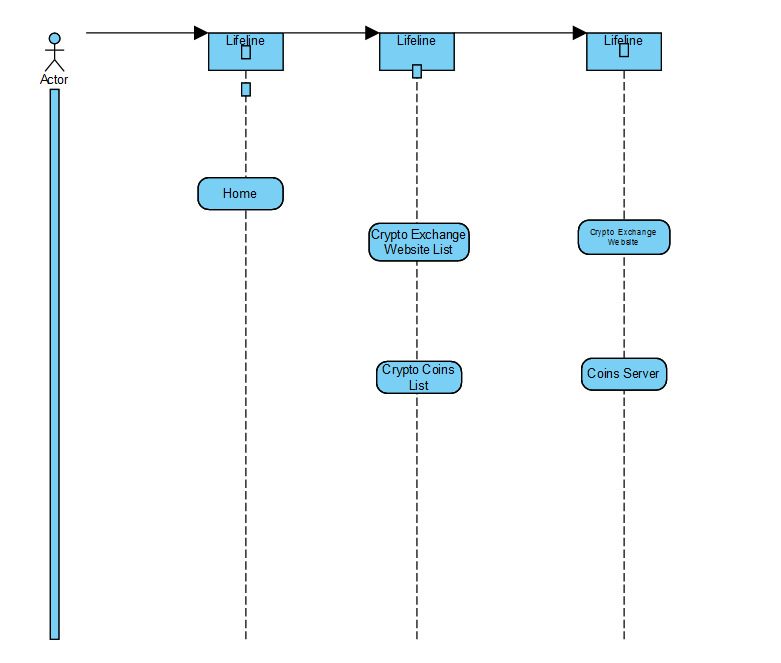 Lifeline
Lifeline
Lifeline
Actor
Home
Crypto Exchange
Website List
Crypto Exchange
Website
Crypto Coins
List
Coins Server